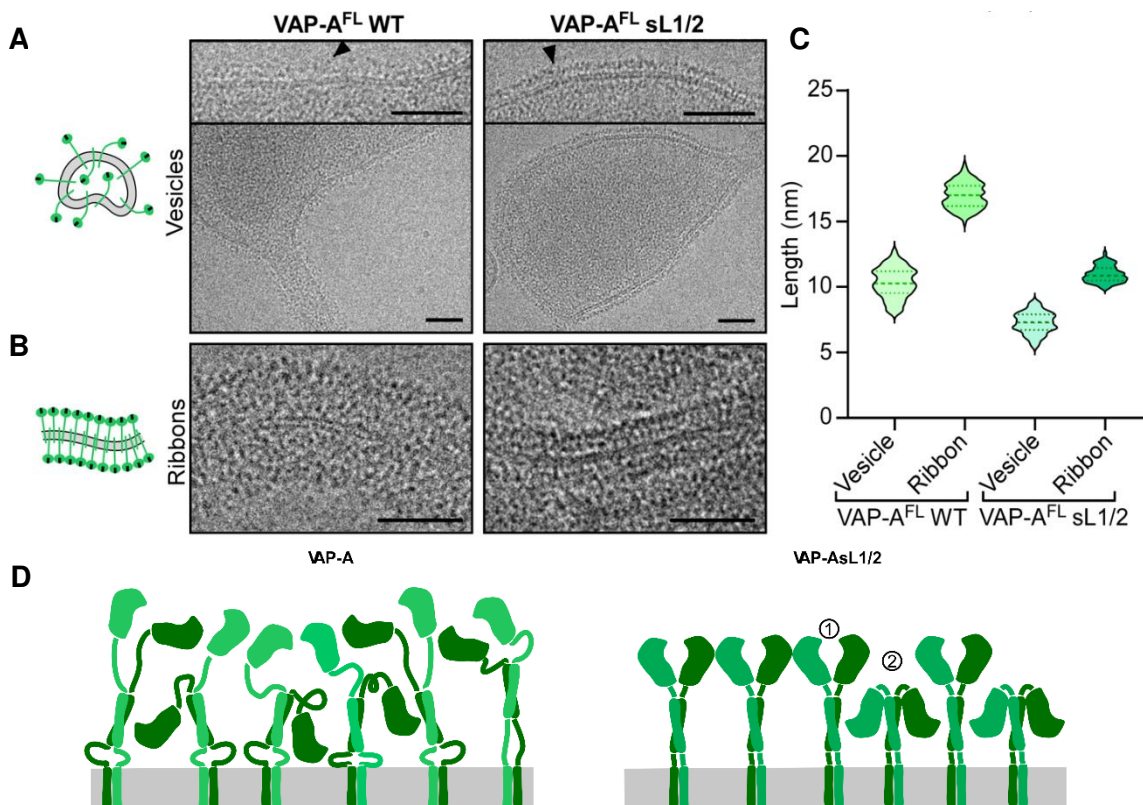 A
VAP-A^FL WT
VAP-A^FL sL1/2
C
Vesicles
B
Ribbons
Length (nm)
25
20
15
10
5
0
Vesicle
Ribbon
Vesicle
Ribbon
VAP-A^FL WT
VAP-A^FL sL1/2
D
VAP-A
VAP-AsL1/2
①
②